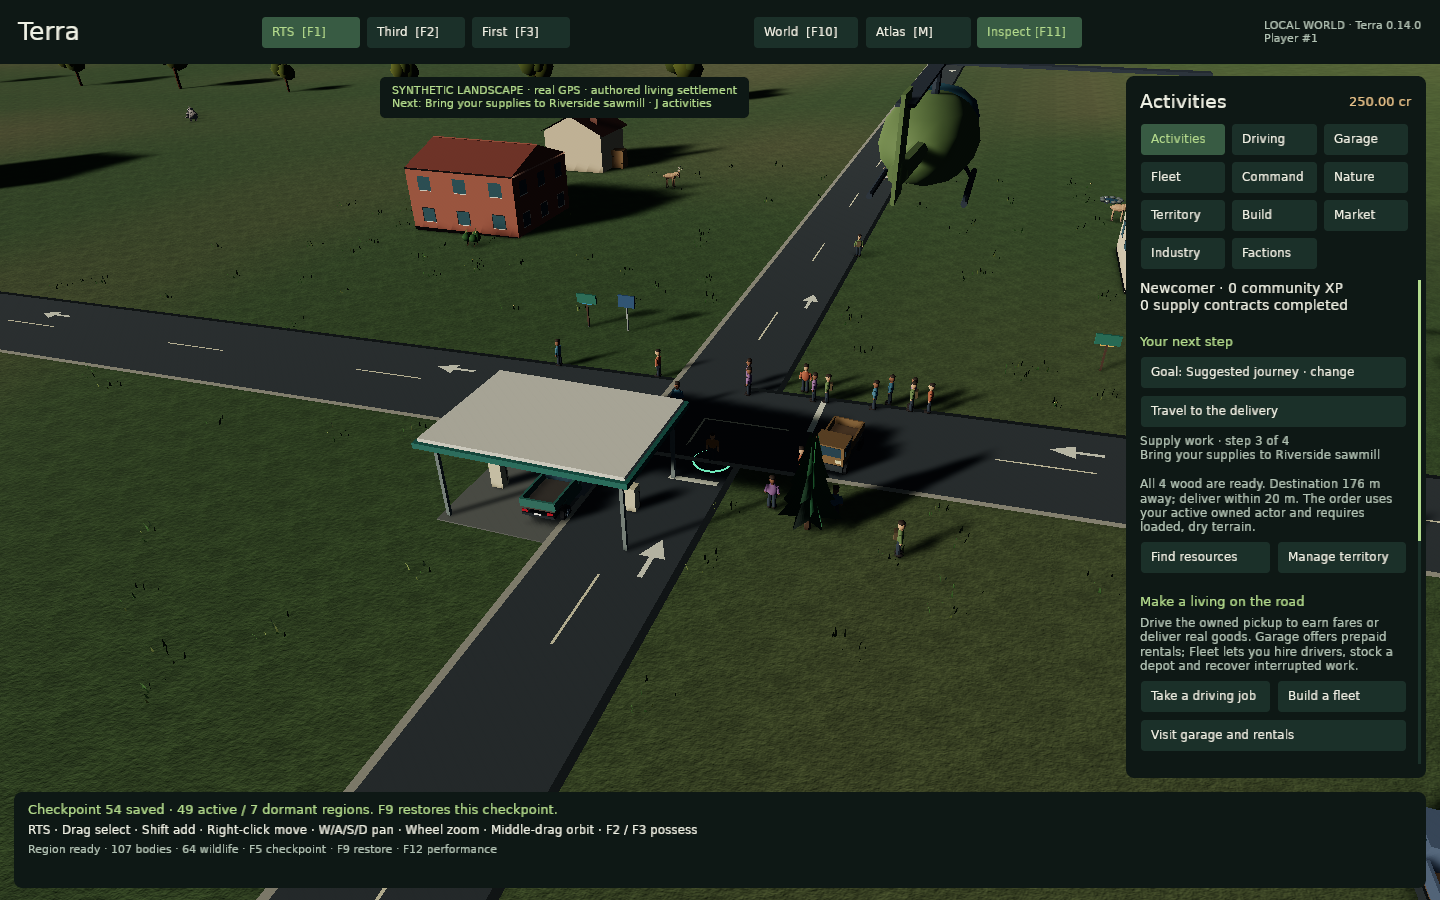 Terra
RTS [F1]
Third [F2]
First [F3]
World [F10]
Atlas [M]
Inspect [F11]
LOCAL WORLD · Terra 0.14.0
Player #1
SYNTHETIC LANDSCAPE · real GPS · authored living settlement
Next: Bring your supplies to Riverside sawmill · J activities
Activities
250.00 cr
Activities
Driving
Garage
Fleet
Command
Nature
Territory
Build
Market
Industry
Factions
Newcomer · 0 community XP
0 supply contracts completed
Your next step
Goal: Suggested journey · change
Travel to the delivery
Supply work · step 3 of 4
Bring your supplies to Riverside sawmill
All 4 wood are ready. Destination 176 m
away; deliver within 20 m. The order uses
your active owned actor and requires
loaded, dry terrain.
Find resources
Manage territory
Make a living on the road
Drive the owned pickup to earn fares or
deliver real goods. Garage offers prepaid
rentals; Fleet lets you hire drivers, stock a
depot and recover interrupted work.
Take a driving job
Build a fleet
Visit garage and rentals
Checkpoint 54 saved · 49 active / 7 dormant regions. F9 restores this checkpoint.
RTS · Drag select · Shift add · Right-click move · W/A/S/D pan · Wheel zoom · Middle-drag orbit · F2 / F3 possess
Region ready · 107 bodies · 64 wildlife · F5 checkpoint · F9 restore · F12 performance